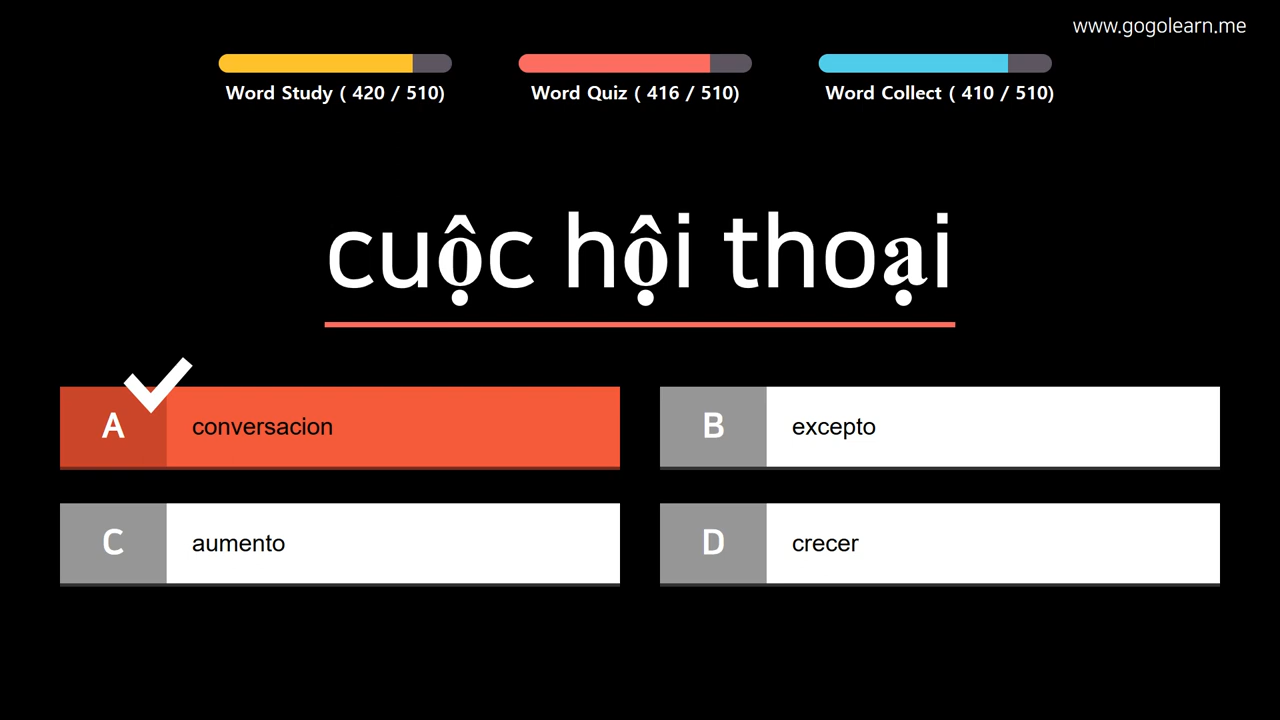 www.gogolearn.me
Word Study ( 420 / 510)
Word Quiz ( 416 / 510)
Word Collect ( 410 / 510)
cuộc hội thoại
A conversacion
B excepto
C aumento
D crecer